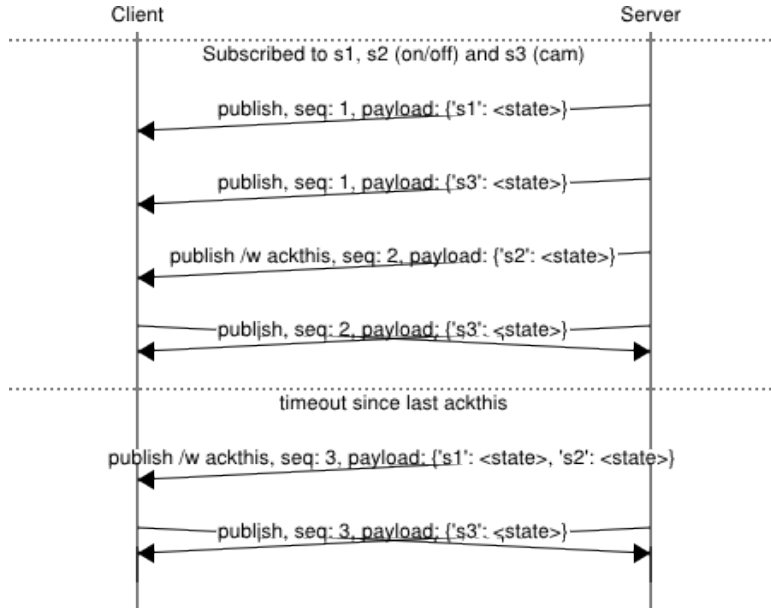 Client
Server
Subscribed to s1, s2 (on/off) and s3 (cam)
publish, seq: 1, payload: {'s1': <state>}
publish, seq: 1, payload: {'s3': <state>}
publish /w ackthis, seq: 2, payload: {'s2': <state>}
publish, seq: 2, payload: {'s3': <state>}
timeout since last ackthis
publish /w ackthis, seq: 3, payload: {'s1': <state>, 's2': <state>}
publish, seq: 3, payload: {'s3': <state>}